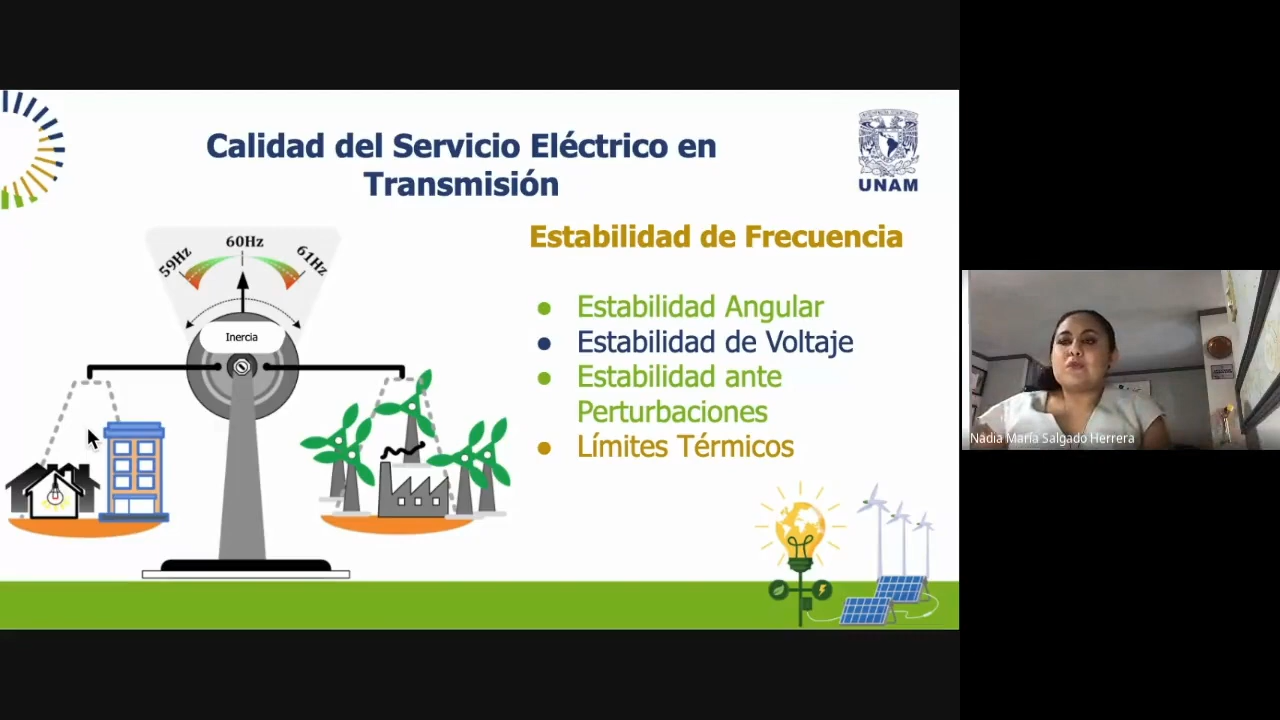 Calidad del Servicio Eléctrico en
Transmisión
UNAM
Estabilidad de Frecuencia
59Hz
60Hz
61Hz
Inercia
● Estabilidad Angular
● Estabilidad de Voltaje
● Estabilidad ante
Perturbaciones
● Límites Térmicos
Nadia María Salgado Herrera